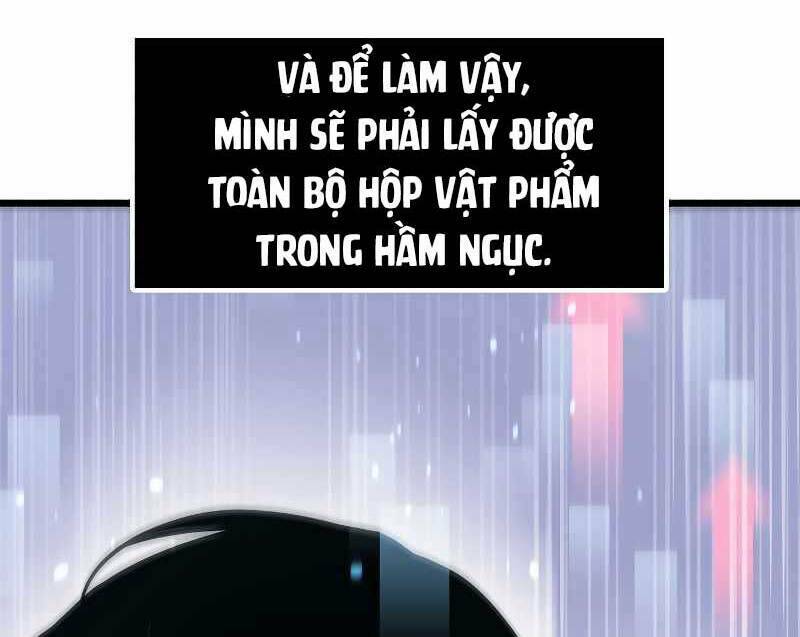 VÀ ĐỂ LÀM VẬY,
MÌNH SẼ PHẢI LẤY ĐƯỢC
TOÀN BỘ HỘP VẬT PHẨM
TRONG HẦM NGỤC.